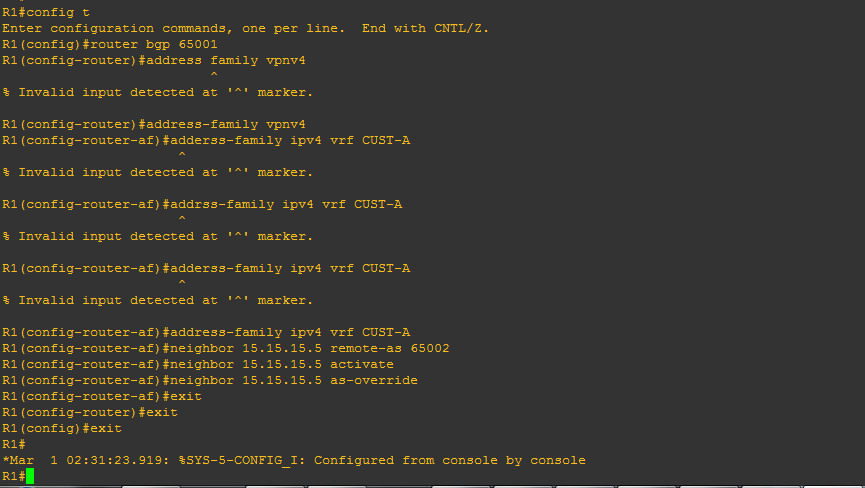 R1#config t
Enter configuration commands, one per line.  End with CNTL/Z.
R1(config)#router bgp 65001
R1(config-router)#address family vpnv4
^
% Invalid input detected at '^' marker.
R1(config-router)#address-family vpnv4
R1(config-router-af)#adderss-family ipv4 vrf CUST-A
^
% Invalid input detected at '^' marker.
R1(config-router-af)#addrss-family ipv4 vrf CUST-A
^
% Invalid input detected at '^' marker.
R1(config-router-af)#adderss-family ipv4 vrf CUST-A
^
% Invalid input detected at '^' marker.
R1(config-router-af)#address-family ipv4 vrf CUST-A
R1(config-router-af)#neighbor 15.15.15.5 remote-as 65002
R1(config-router-af)#neighbor 15.15.15.5 activate
R1(config-router-af)#neighbor 15.15.15.5 as-override
R1(config-router-af)#exit
R1(config-router)#exit
R1(config)#exit
R1#
*Mar  1 02:31:23.919: %SYS-5-CONFIG_I: Configured from console by console
R1#